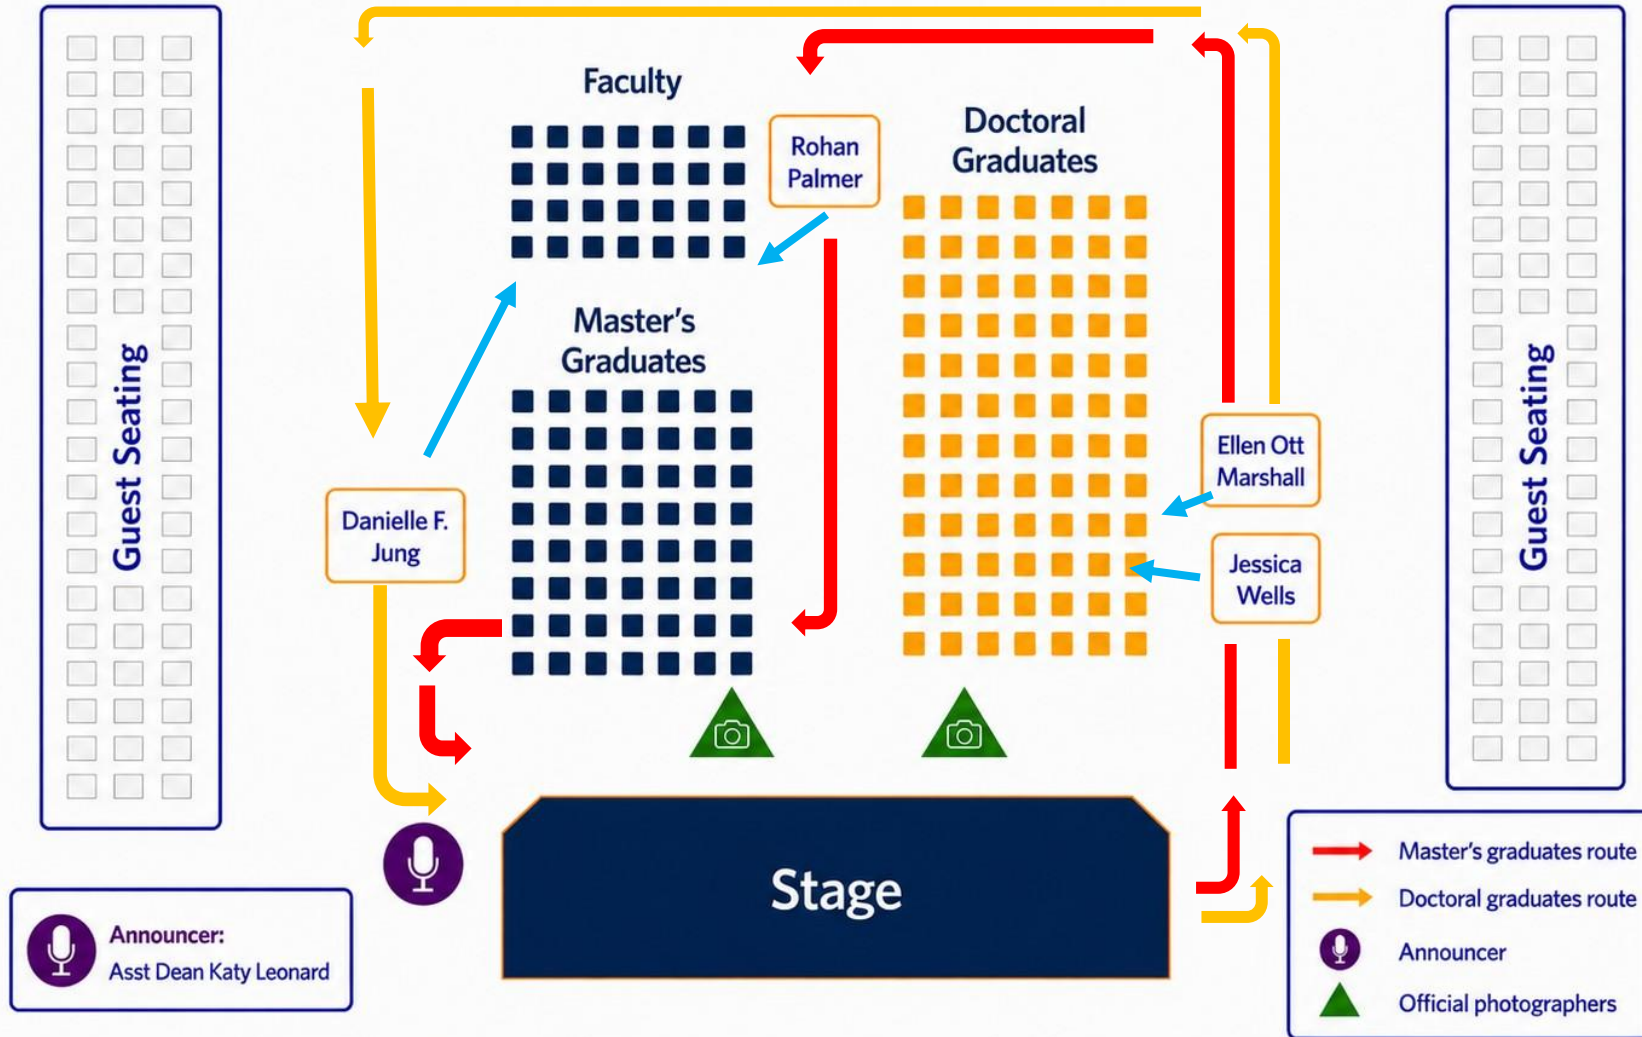 Faculty
Rohan
Palmer
Doctoral
Graduates
Master's
Graduates
Guest Seating
Guest Seating
Ellen Ott
Marshall
Danielle F.
Jung
Jessica
Wells
Stage
Announcer:
Asst Dean Katy Leonard
Master's graduates route
Doctoral graduates route
Announcer
Official photographers